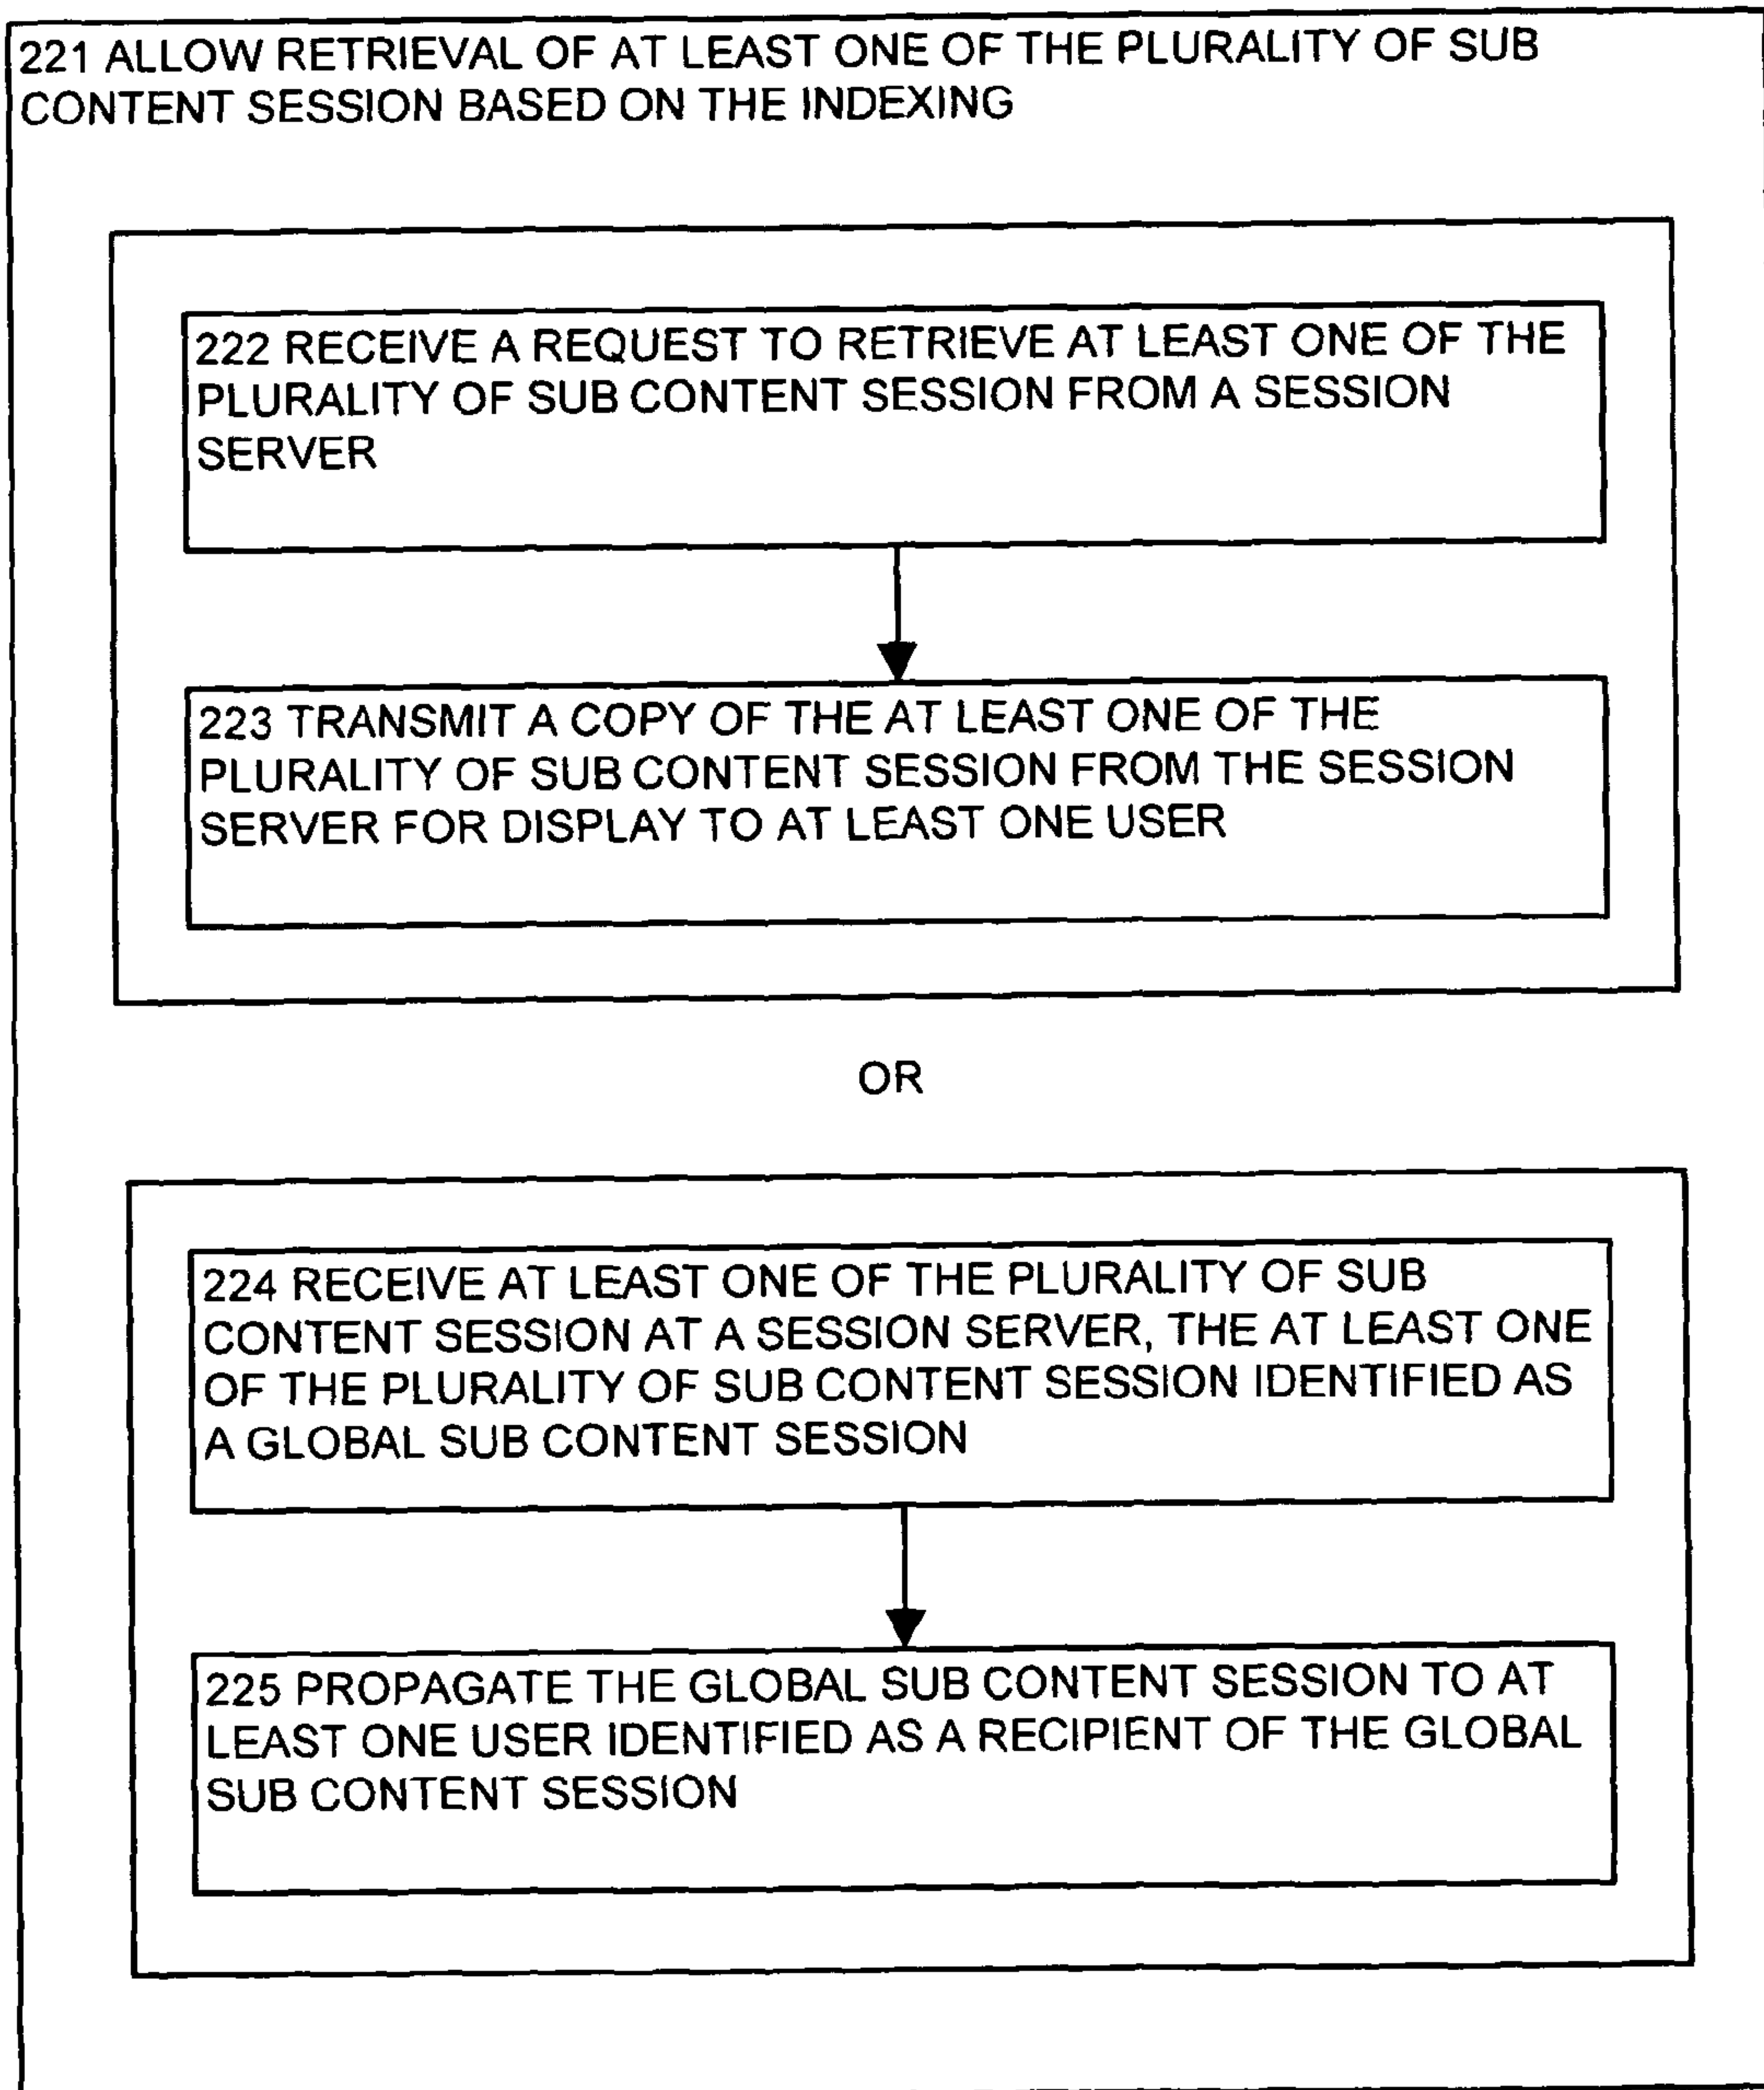 221 ALLOW RETRIEVAL OF AT LEAST ONE OF THE PLURALITY OF SUB
CONTENT SESSION BASED ON THE INDEXING
222 RECEIVE A REQUEST TO RETRIEVE AT LEAST ONE OF THE
PLURALITY OF SUB CONTENT SESSION FROM A SESSION
SERVER
223 TRANSMIT A COPY OF THE AT LEAST ONE OF THE
PLURALITY OF SUB CONTENT SESSION FROM THE SESSION
SERVER FOR DISPLAY TO AT LEAST ONE USER
OR
224 RECEIVE AT LEAST ONE OF THE PLURALITY OF SUB
CONTENT SESSION AT A SESSION SERVER, THE AT LEAST ONE
OF THE PLURALITY OF SUB CONTENT SESSION IDENTIFIED AS
A GLOBAL SUB CONTENT SESSION
225 PROPAGATE THE GLOBAL SUB CONTENT SESSION TO AT
LEAST ONE USER IDENTIFIED AS A RECIPIENT OF THE GLOBAL
SUB CONTENT SESSION